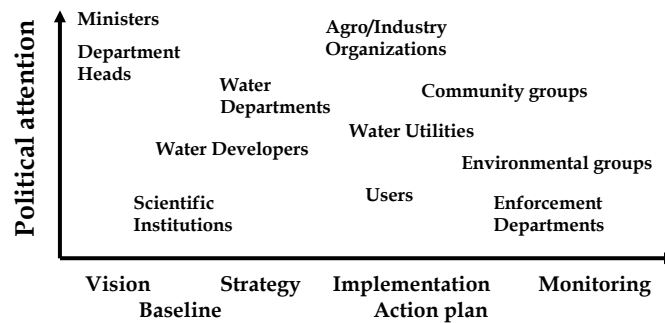 Political attention
Ministers
Department
Heads
Agro/Industry
Organizations
Water
Departments
Community groups
Water Utilities
Water Developers
Environmental groups
Scientific
Institutions
Users
Enforcement
Departments
Vision
Strategy
Implementation
Monitoring
Baseline
Action plan